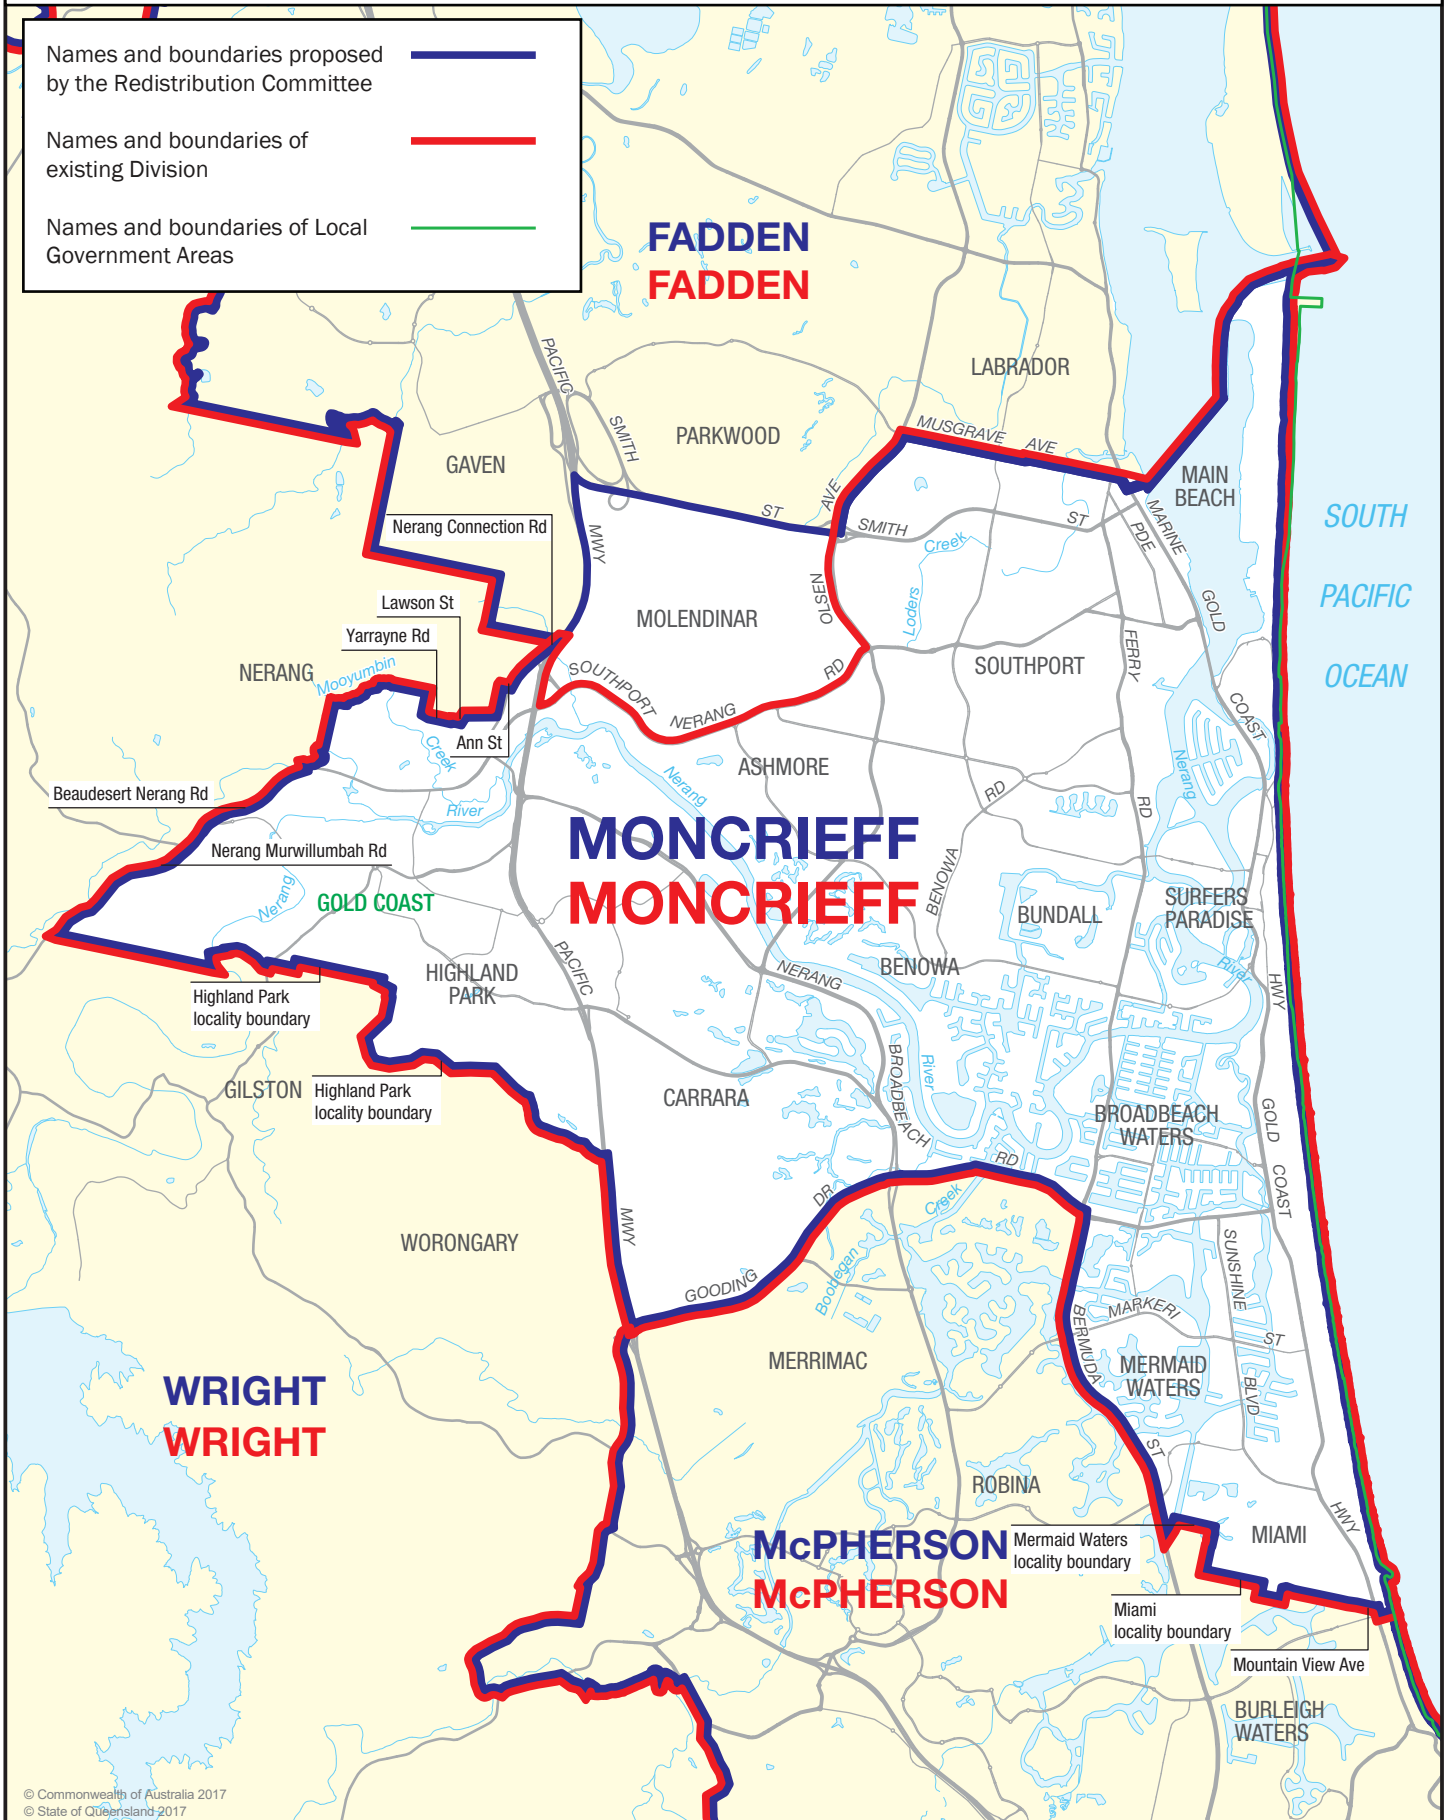 Names and boundaries proposed
by the Redistribution Committee
Names and boundaries of
existing Division
Names and boundaries of Local
Government Areas
FADDEN
FADDEN
LABRADOR
PACIFIC
SMITH
PARKWOOD
MUSGRAVE AVE
GAVEN
MAIN
BEACH
AVE
ST
SMITH
ST
MARINE
PDE
SOUTH
PACIFIC
OCEAN
Nerang Connection Rd
MWY
Creek
Loders
OLSEN
MOLENDINAR
Lawson St
Yarrayne Rd
GOLD
FERRY
NERANG
Mooyumbin
SOUTHPORT
SOUTHPORT
NERANG
RD
COAST
Ann St
Creek
ASHMORE
Nerang
Nerang
Beaudesert Nerang Rd
River
RD
RD
MONCRIEFF
MONCRIEFF
Nerang Murwillumbah Rd
BENOWA
Nerang
GOLD COAST
BUNDALL
SURFERS
PARADISE
PACIFIC
HIGHLAND
PARK
NERANG
BENOWA
River
HWY
Highland Park
locality boundary
BROADBEACH
River
GILSTON
Highland Park
locality boundary
CARRARA
BROADBEACH
WATERS
GOLD
COAST
RD
DR
Creek
MWY
WORONGARY
SUNSHINE
Boobegan
GOODING
MARKERI
ST
BERMUDA
MERRIMAC
MERMAID
WATERS
BLVD
WRIGHT
WRIGHT
ST
ROBINA
HWY
McPHERSON
McPHERSON
Mermaid Waters
locality boundary
MIAMI
Miami
locality boundary
Mountain View Ave
BURLEIGH
WATERS
© Commonwealth of Australia 2017
© State of Queensland 2017